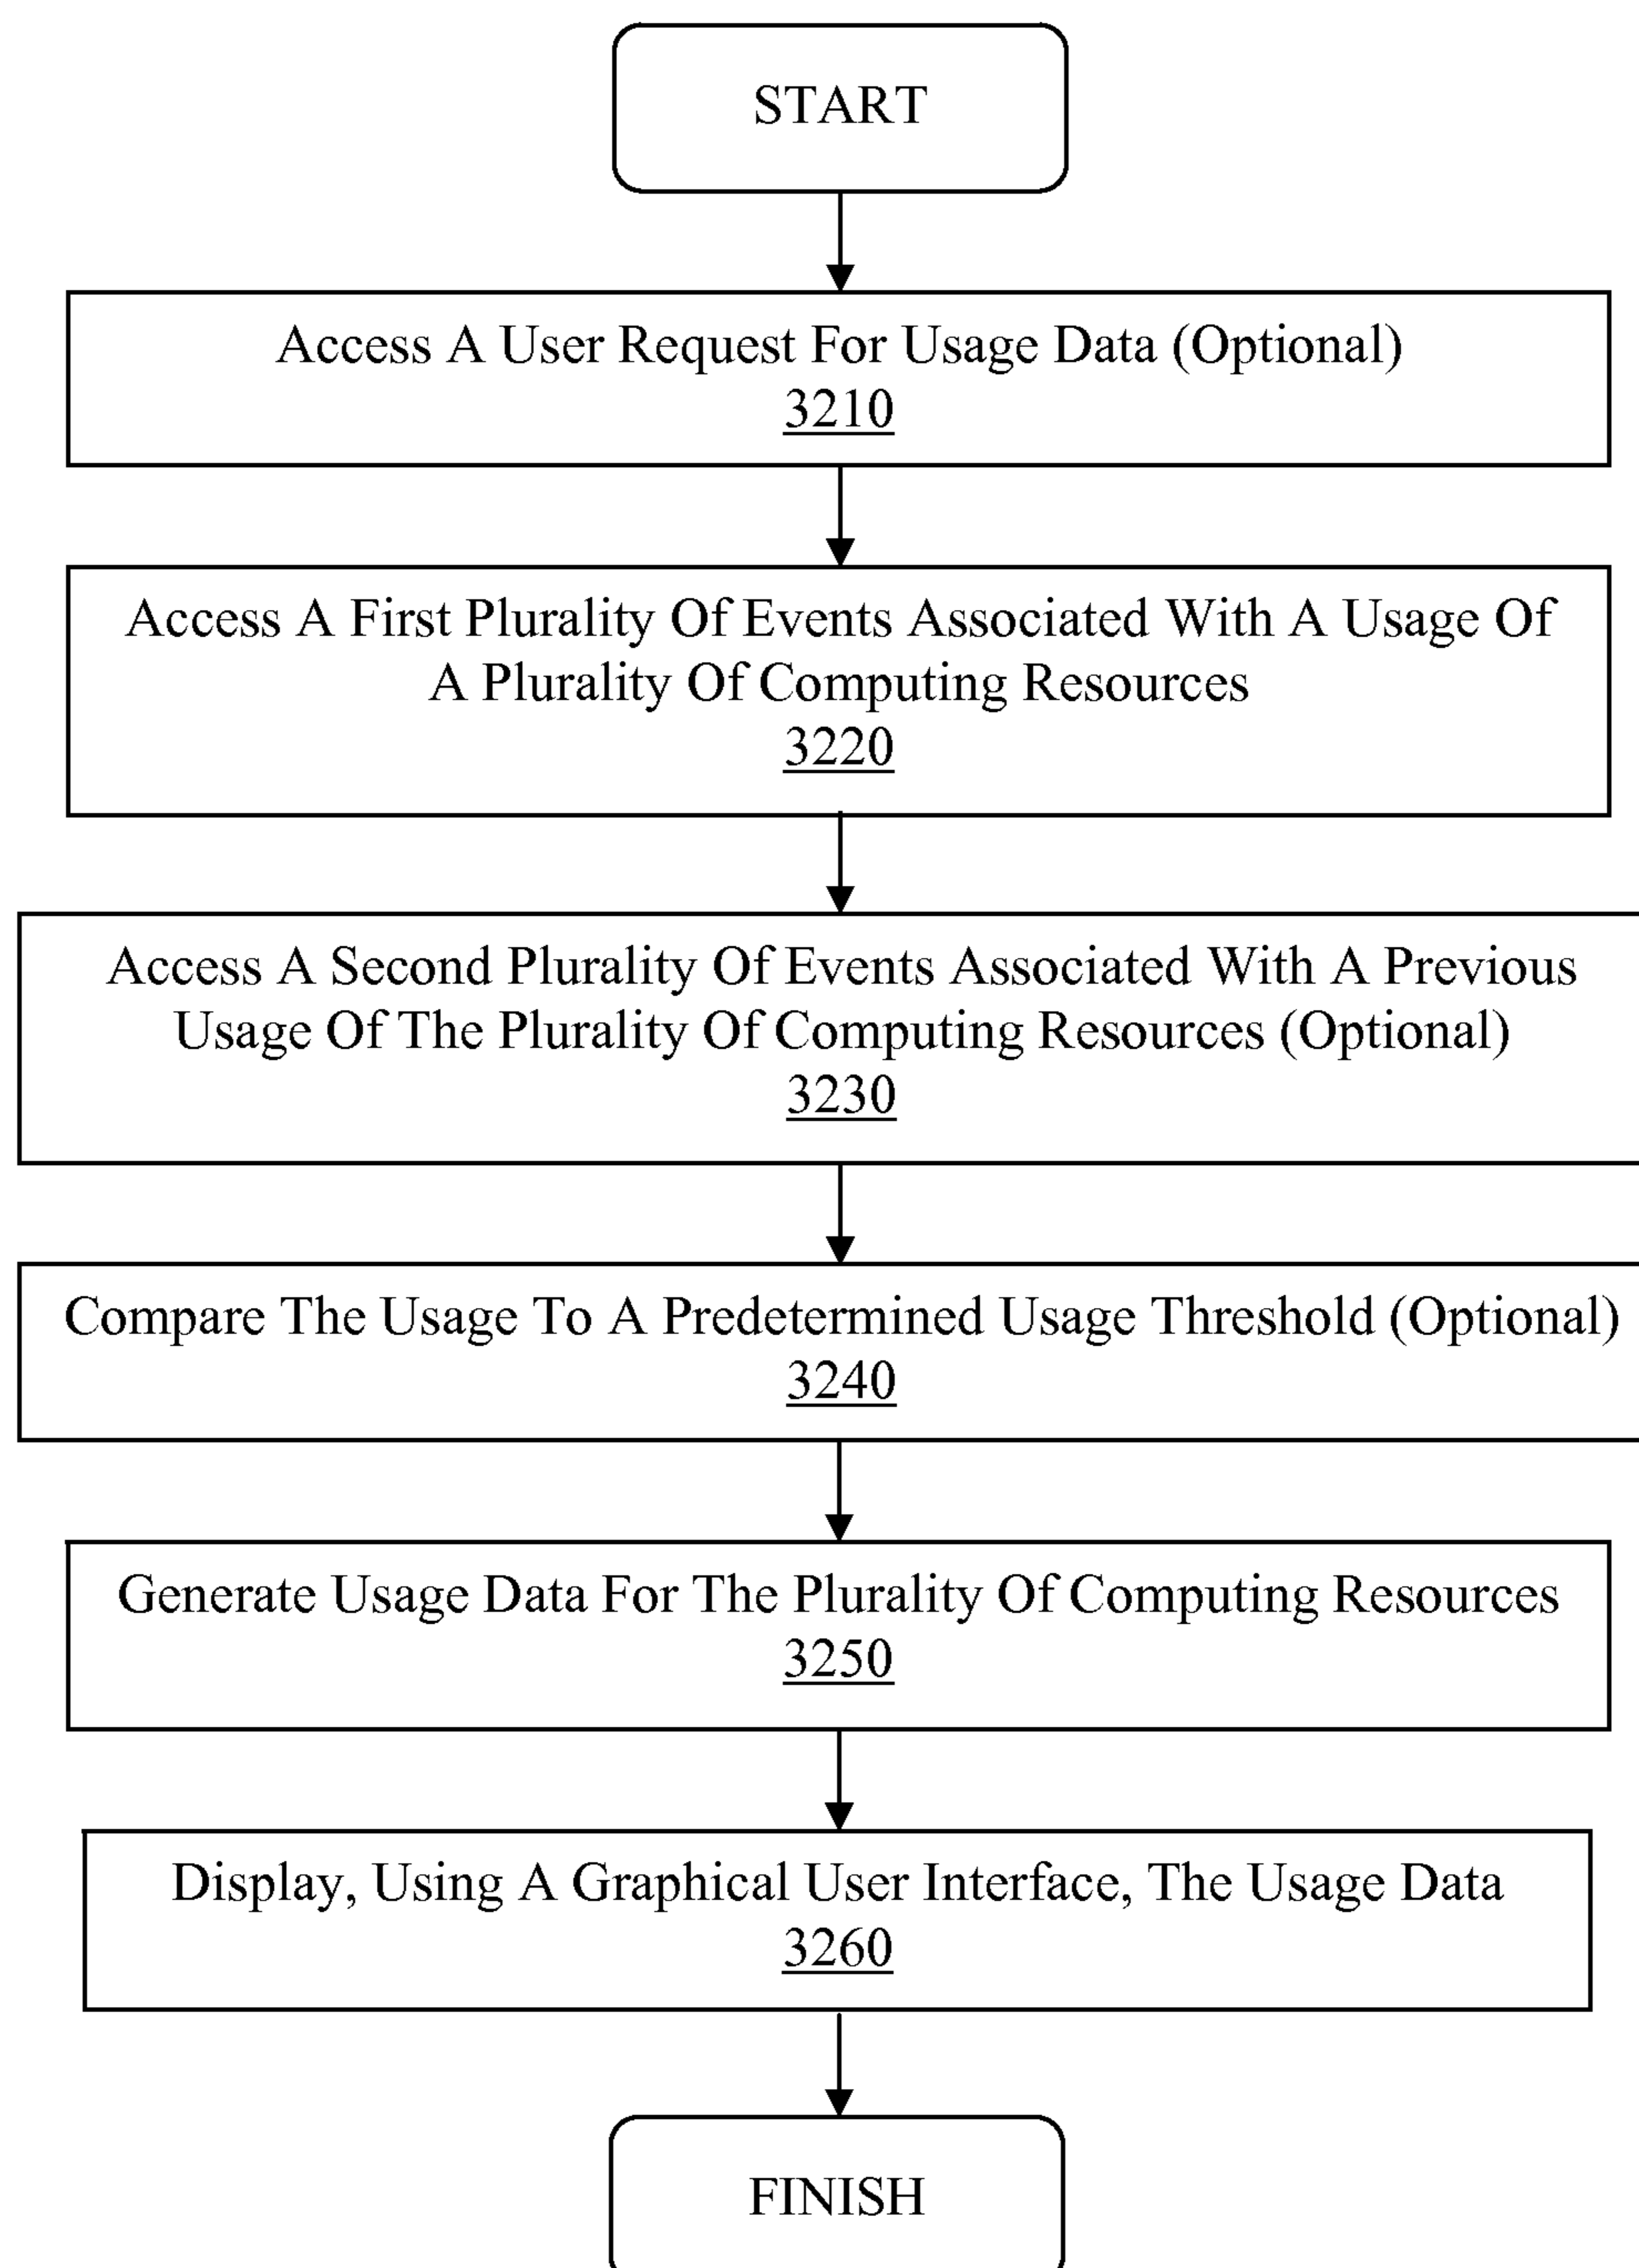 START
Access A User Request For Usage Data (Optional)
3210
Access A First Plurality Of Events Associated With A Usage Of
A Plurality Of Computing Resources
3220
Access A Second Plurality Of Events Associated With A Previous
Usage Of The Plurality Of Computing Resources (Optional)
3230
Compare The Usage To A Predetermined Usage Threshold (Optional)
3240
Generate Usage Data For The Plurality Of Computing Resources
3250
Display, Using A Graphical User Interface, The Usage Data
3260
FINISH